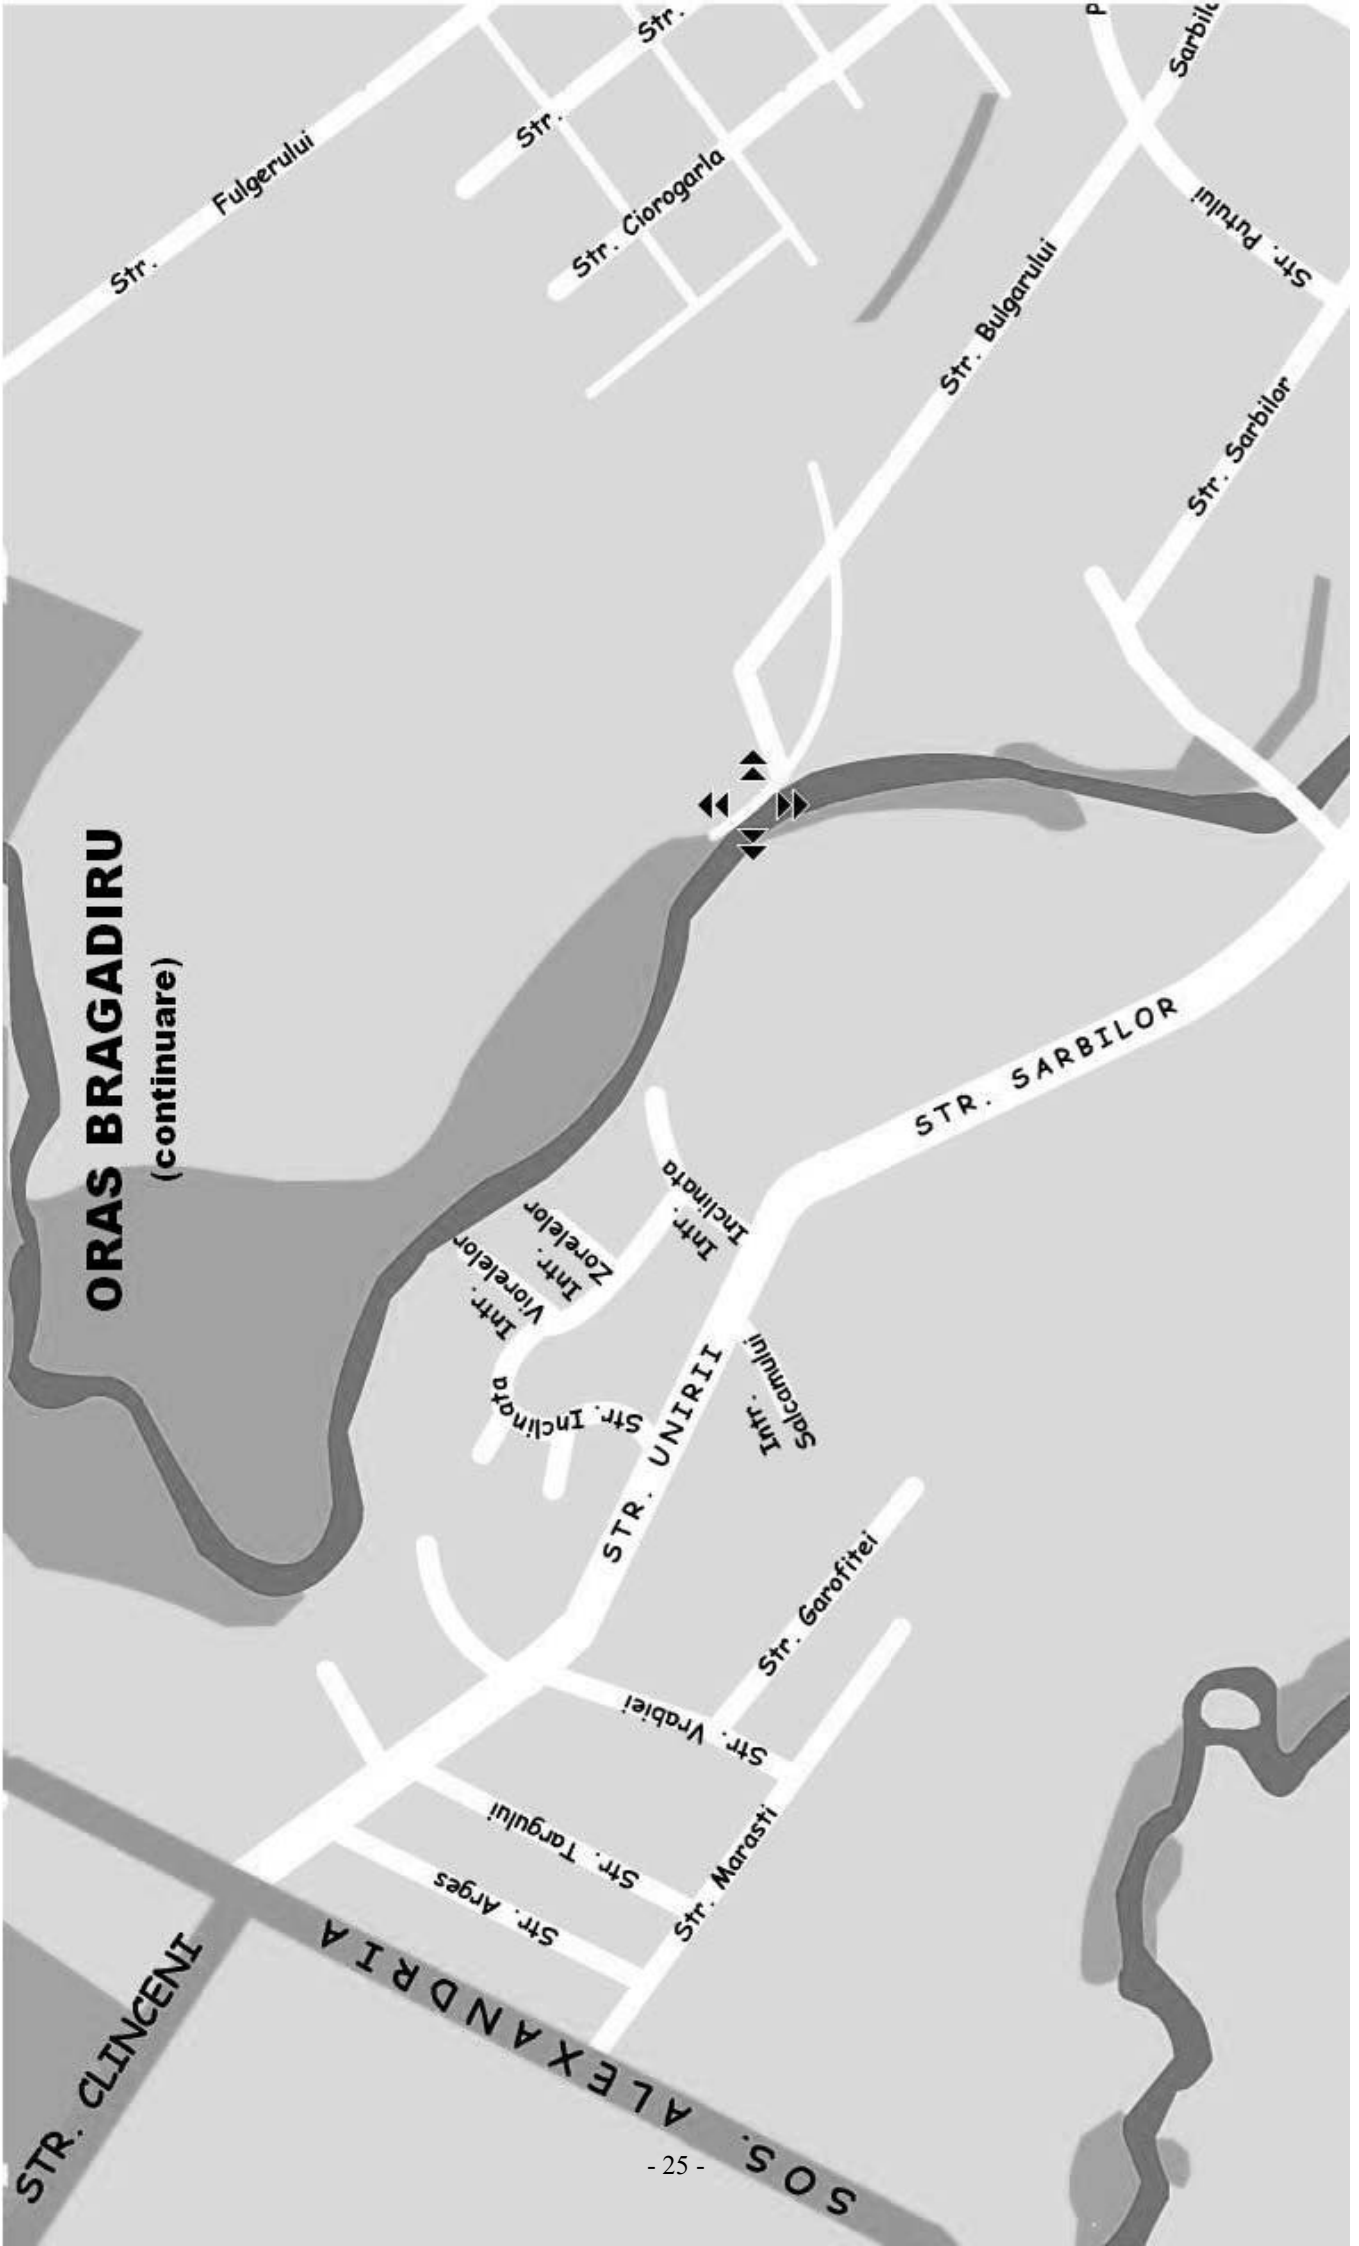 ORAS BRAGADIRU
(continuare)
Str. Fulgerului
Str.
Str.
Str. Ciorogarla
Sarbilo
P
Str. Putului
Str. Bulgarului
Str. Sarbilor
STR. SARBILOR
Intr.
Inclinata
Intr.
Zorelelor
Intr.
Viorelelor
Str. Inclinata
STR. UNIRII
Intr.
Salcamului
Str. Garofitei
Str. Vrabiei
Str. Targului
Str. Marasti
Str. Arges
SOS. ALEXANDRIA
STR. CLINCENI
- 25 -